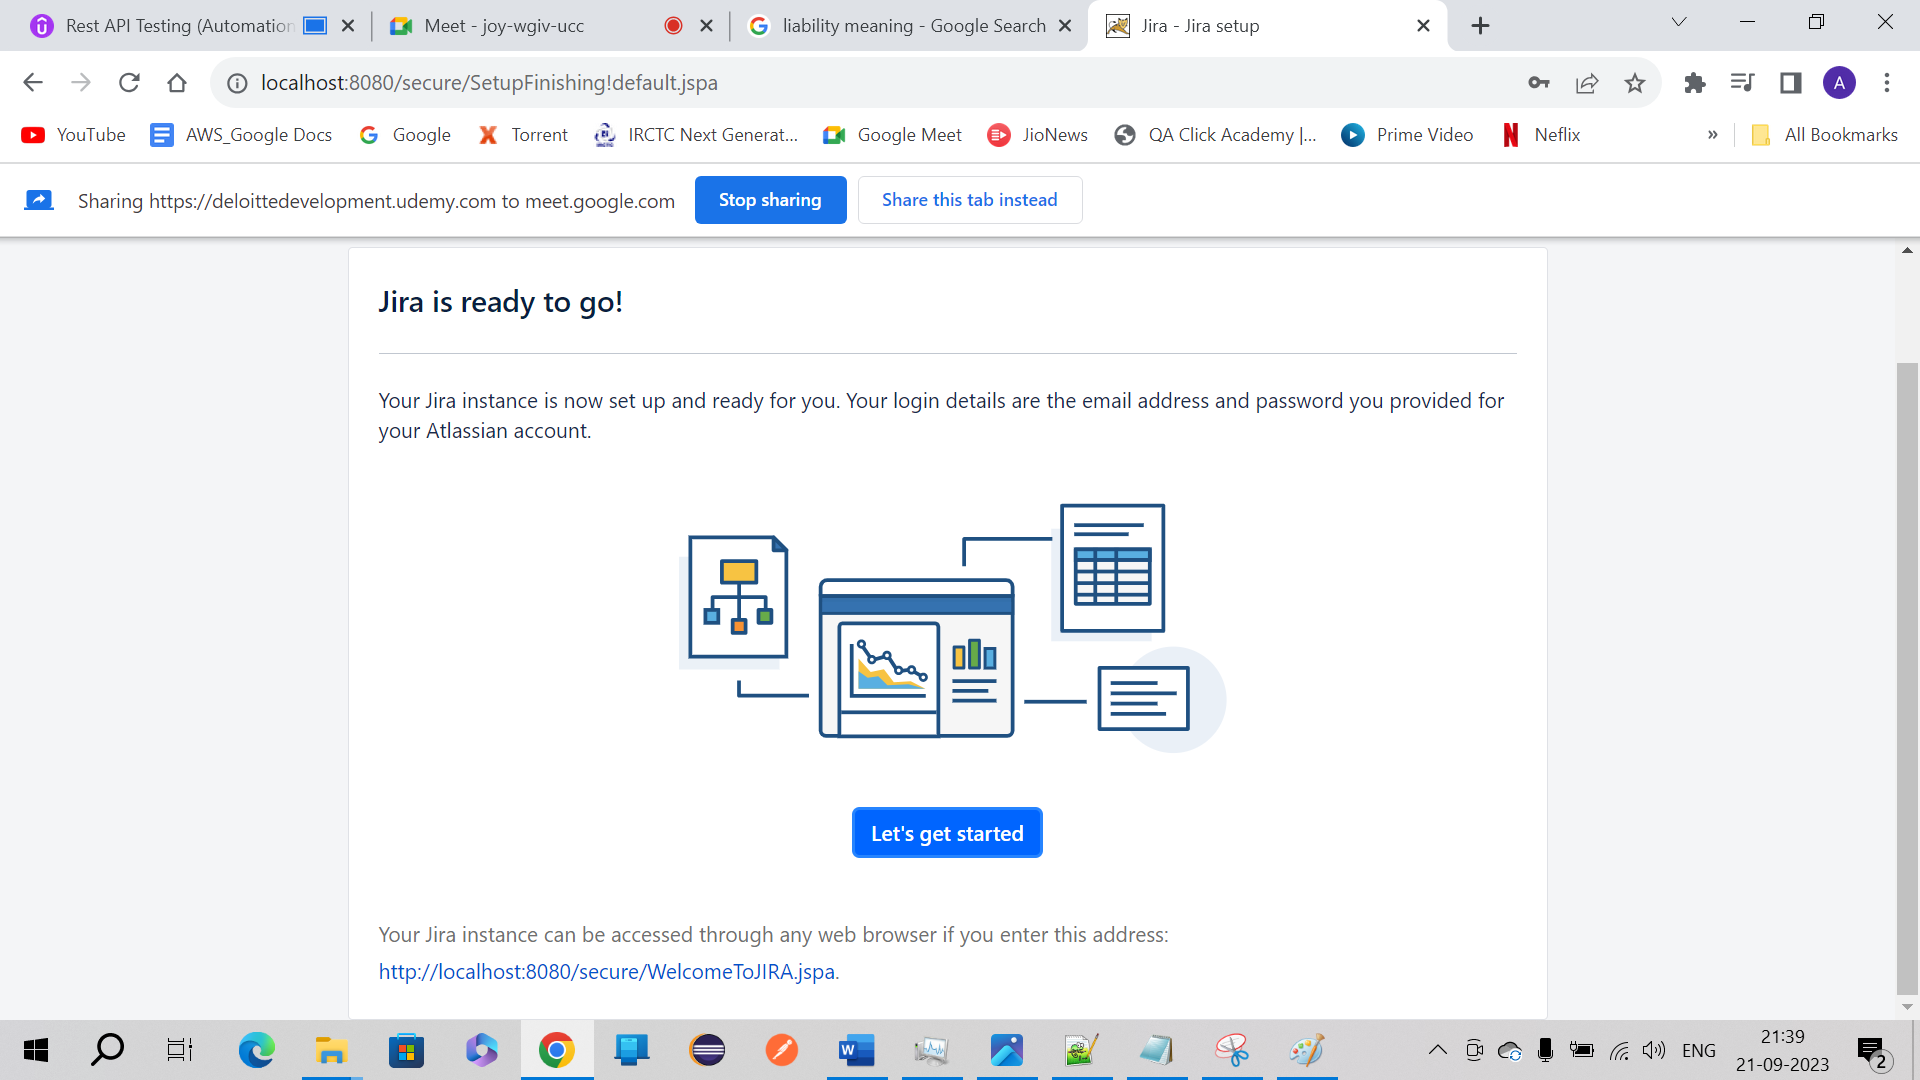 Rest API Testing (Automation
Meet - joy-wgiv-ucc
liability meaning - Google Search
Jira - Jira setup
localhost:8080/secure/SetupFinishing!default.jspa
A
YouTube
AWS_Google Docs
Google
Torrent
IRCTC Next Generat...
Google Meet
JioNews
QA Click Academy |...
Prime Video
Neflix
»
All Bookmarks
Sharing https://deloittedevelopment.udemy.com to meet.google.com
Stop sharing
Share this tab instead
Jira is ready to go!
Your Jira instance is now set up and ready for you. Your login details are the email address and password you provided for
your Atlassian account.
Let's get started
Your Jira instance can be accessed through any web browser if you enter this address:
http://localhost:8080/secure/WelcomeToJIRA.jspa.
ENG
21:39
21-09-2023
2